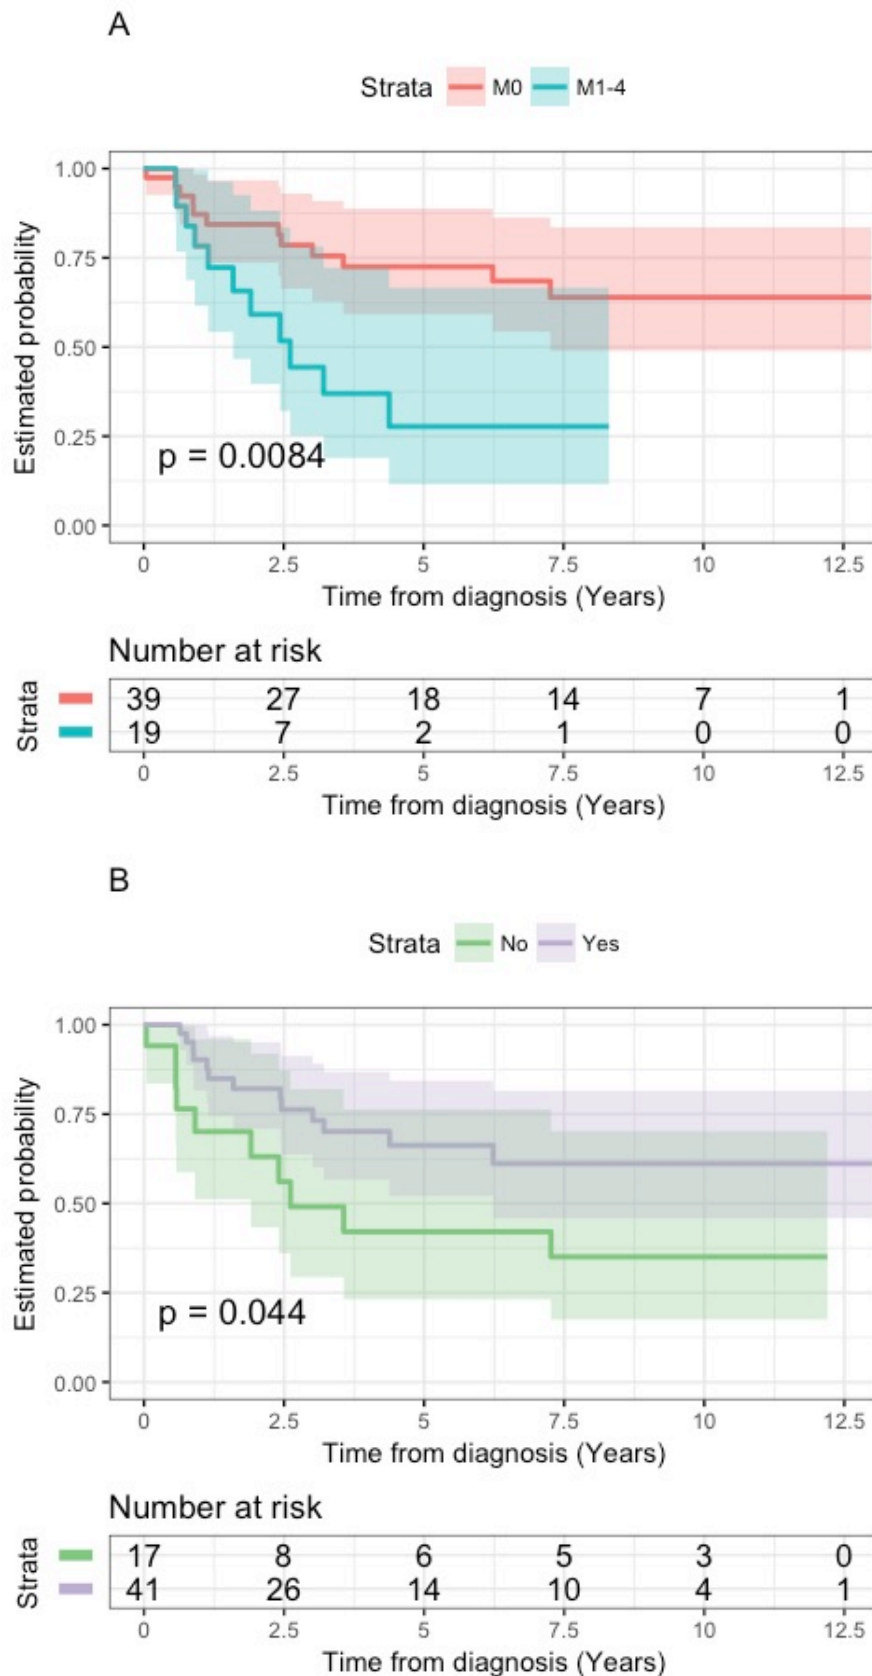 A
Strata M0 M1-4
Estimated probability
1.00
0.75
0.50
0.25
0.00
p = 0.0084
0 2.5 5 7.5 10 12.5
Time from diagnosis (Years)
Number at risk
Strata
39 27 18 14 7 1
19 7 2 1 0 0
0 2.5 5 7.5 10 12.5
Time from diagnosis (Years)
B
Strata No Yes
Estimated probability
1.00
0.75
0.50
0.25
0.00
p = 0.044
0 2.5 5 7.5 10 12.5
Time from diagnosis (Years)
Number at risk
Strata
17 8 6 5 3 0
41 26 14 10 4 1
0 2.5 5 7.5 10 12.5
Time from diagnosis (Years)